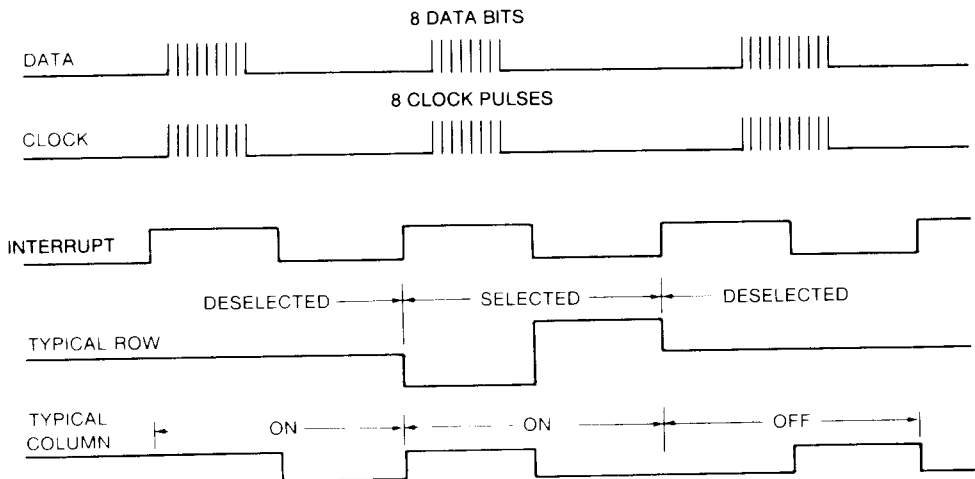 8 DATA BITS
DATA
8 CLOCK PULSES
CLOCK
INTERRUPT
DESELECTED
SELECTED
DESELECTED
TYPICAL ROW
TYPICAL
COLUMN
ON
ON
OFF